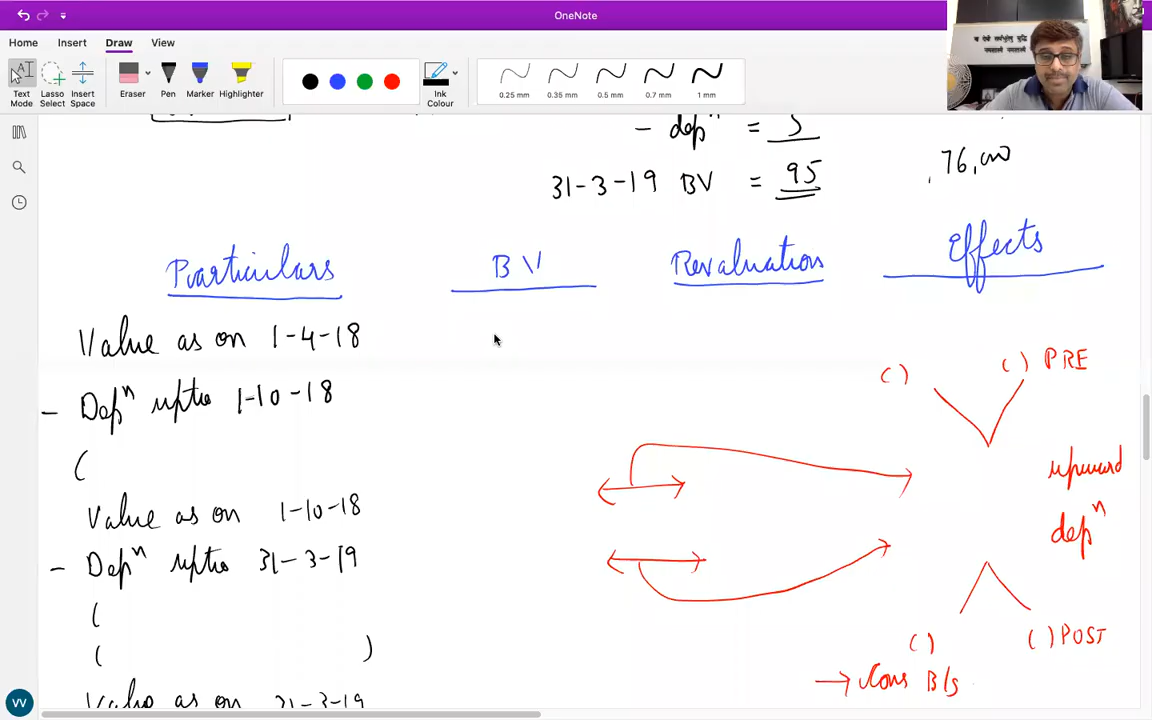 OneNote
Home Insert Draw View
Text Mode
Lasso Select
Insert Space
Eraser
Pen
Marker
Highlighter
Ink Colour
0.25 mm 0.35 mm 0.5 mm 0.7 mm 1 mm
- depⁿ = 5
31-3-19 BV = 95
76,000
Particulars BV Revaluation Effects
Value as on 1-4-18
( ) ( ) PRE
- Depⁿ upto 1-10-18
(
upward
Value as on 1-10-18
depⁿ
- Depⁿ upto 31-3-19
(
( ) ( ) POST
( )
→ Cons B/s
Value as on 31-3-19
VV